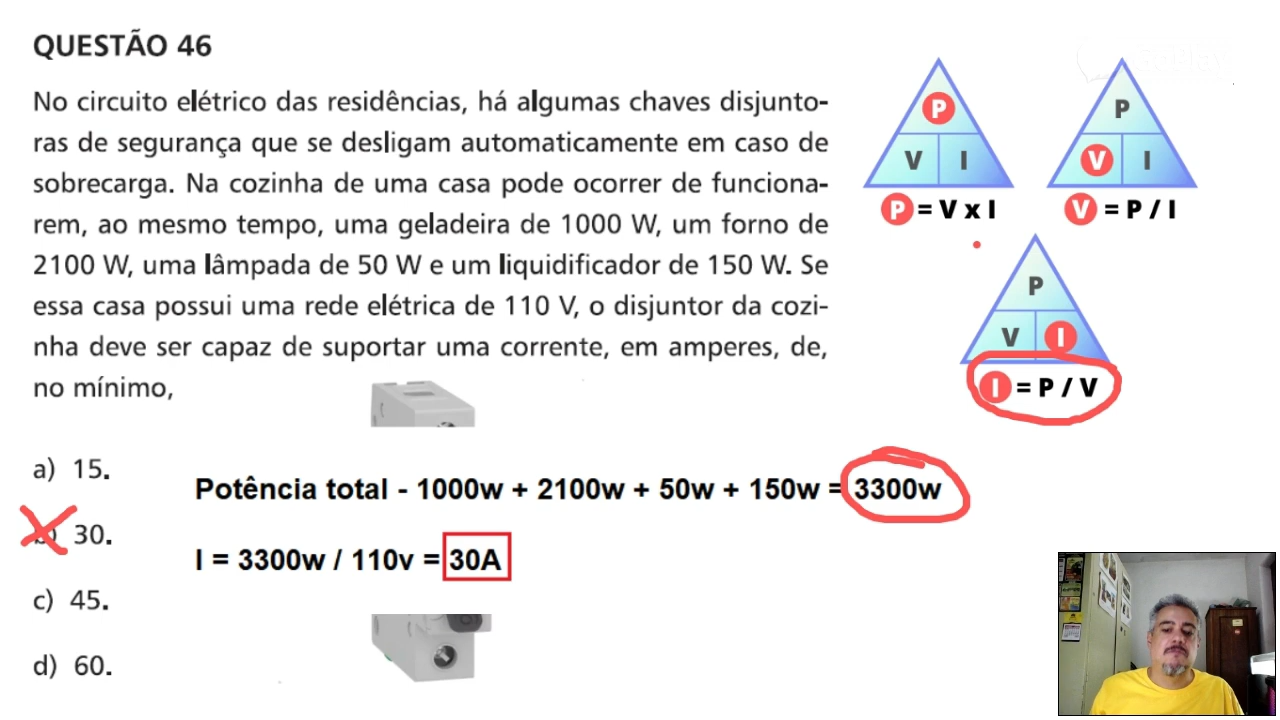 QUESTÃO 46
No circuito elétrico das residências, há algumas chaves disjunto-
ras de segurança que se desligam automaticamente em caso de
sobrecarga. Na cozinha de uma casa pode ocorrer de funciona-
rem, ao mesmo tempo, uma geladeira de 1000 W, um forno de
2100 W, uma lâmpada de 50 W e um liquidificador de 150 W. Se
essa casa possui uma rede elétrica de 110 V, o disjuntor da cozi-
nha deve ser capaz de suportar uma corrente, em amperes, de,
no mínimo,
P
V I
P = V x I
P
V I
V = P / I
P
V I
I = P / V
a) 15.
Potência total - 1000w + 2100w + 50w + 150w = 3300w
b) 30.
I = 3300w / 110v = 30A
c) 45.
d) 60.